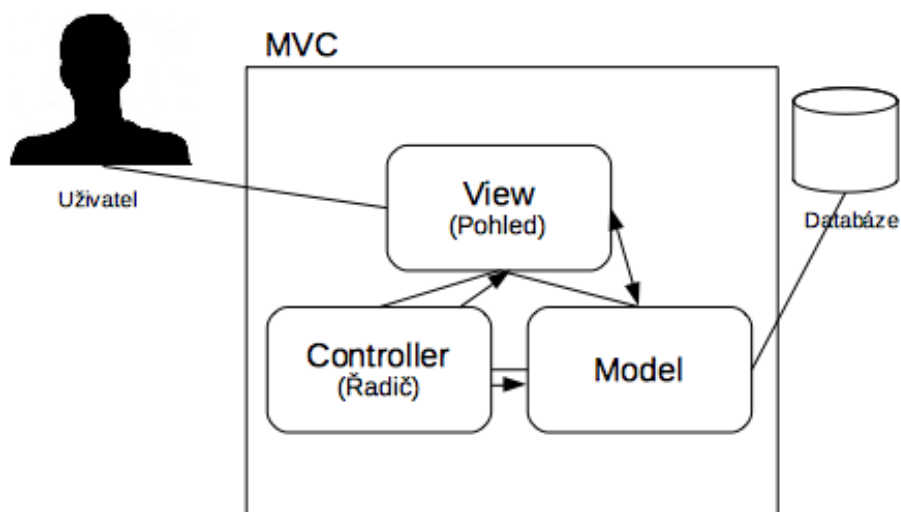 MVC
Uživatel
View
(Pohled)
Databáze
Controller
(Řadič)
Model